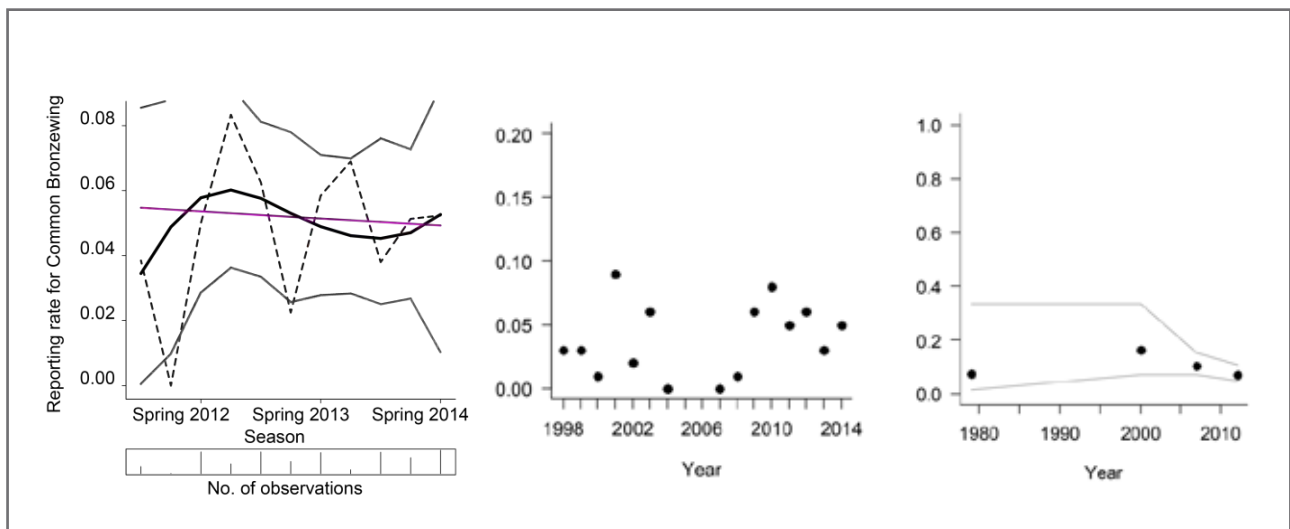 Reporting rate for Common Bronzewing
0.08
0.06
0.04
0.02
0.00
Spring 2012 Spring 2013 Spring 2014
Season
No. of observations
0.20
0.15
0.10
0.05
0.00
1998 2002 2006 2010 2014
Year
1.0
0.8
0.6
0.4
0.2
0.0
1980 1990 2000 2010
Year